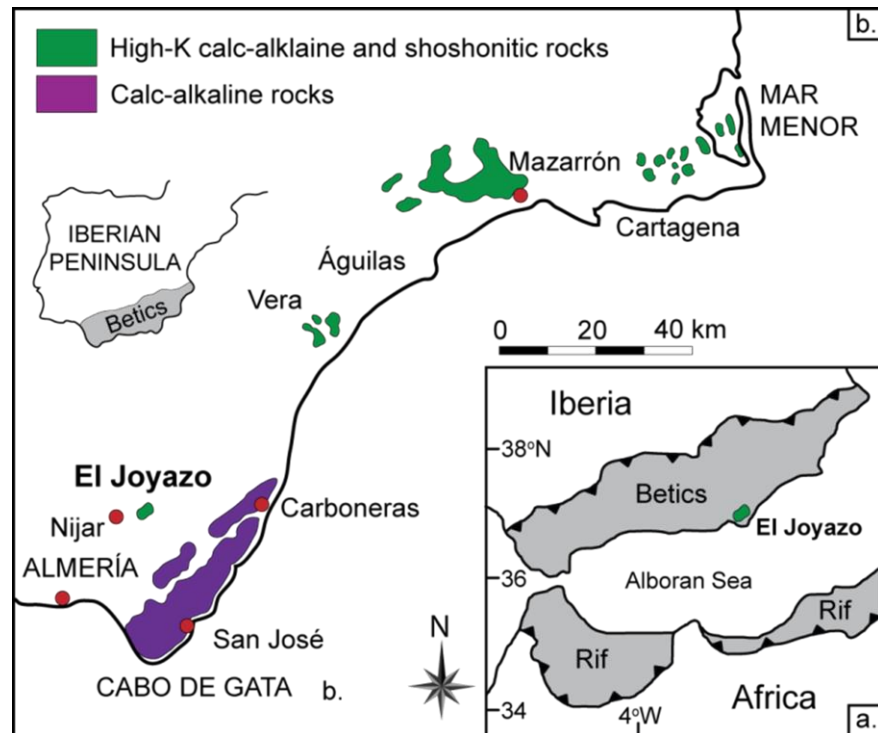 b.
High-K calc-alklaine and shoshonitic rocks
Calc-alkaline rocks
MAR
MENOR
Mazarrón
Cartagena
IBERIAN
PENINSULA
Betics
Águilas
Vera
0 20 40 km
El Joyazo
Nijar
Carboneras
ALMERÍA
San José
CABO DE GATA
b.
N
Iberia
38°N
Betics
El Joyazo
36
Alboran Sea
Rif
Rif
Africa
34
4°W
a.